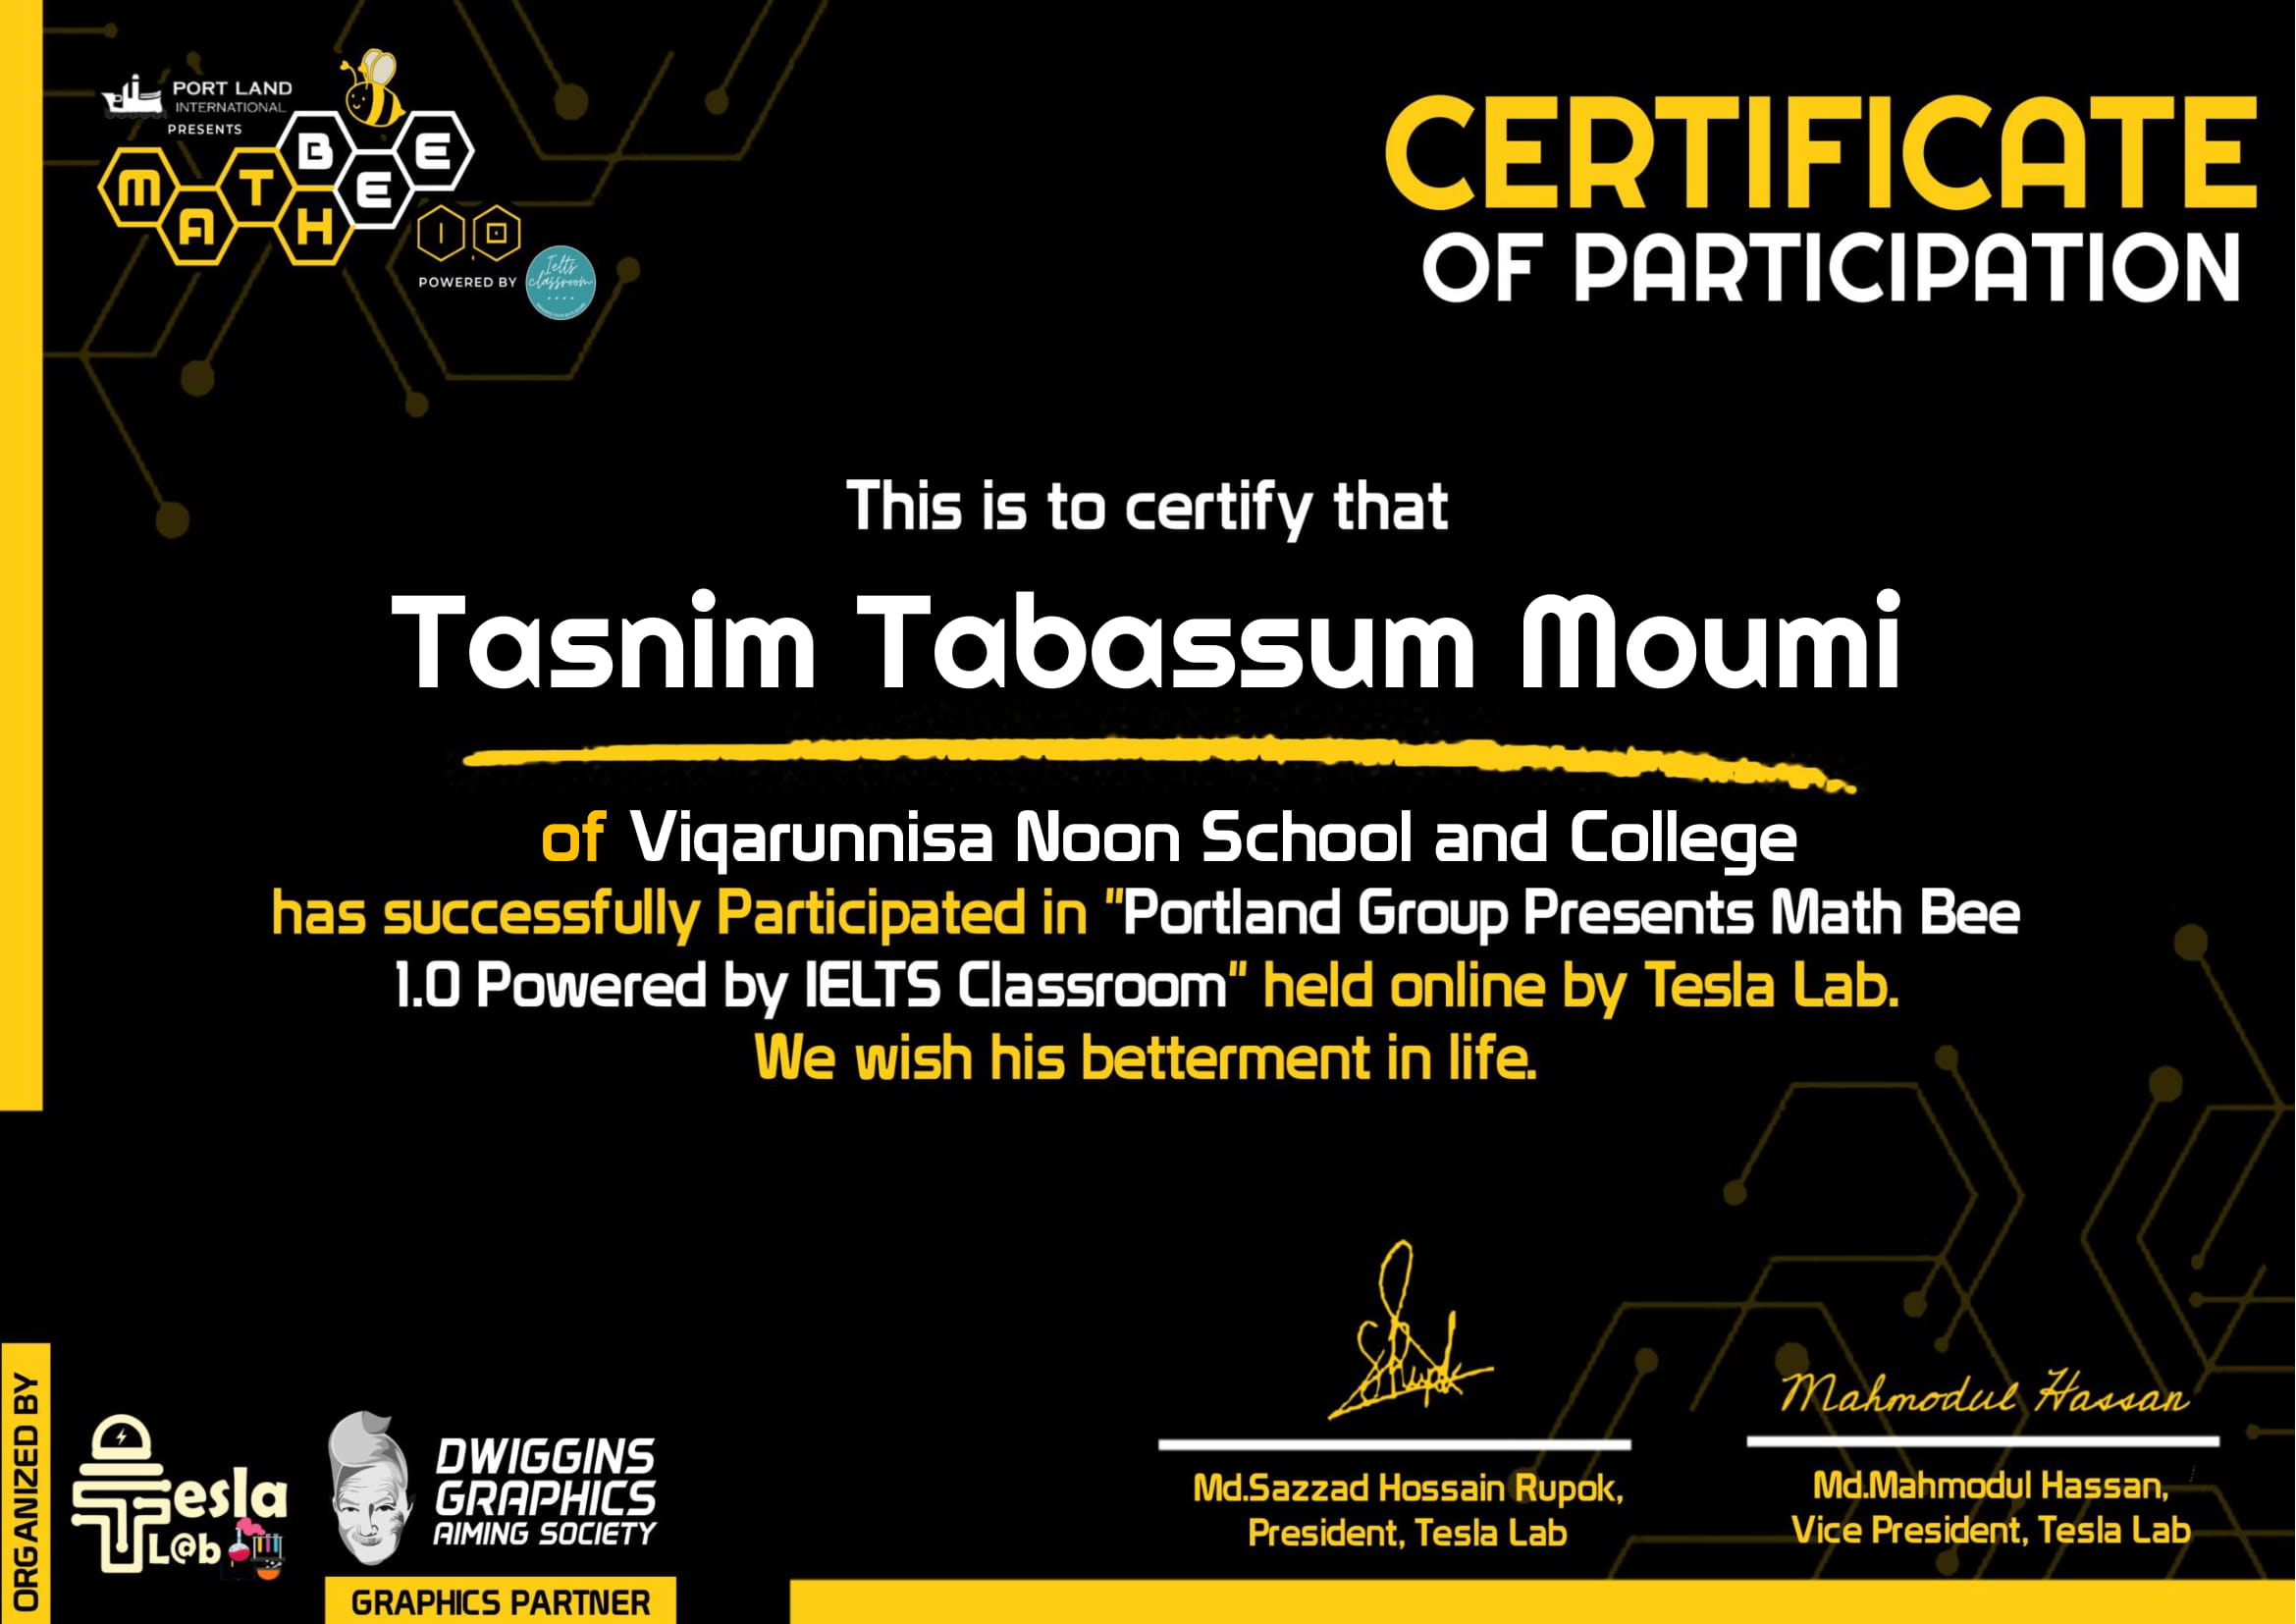 PORT LAND
INTERNATIONAL
PRESENTS
MATH BEE
1.0
POWERED BY Ielts classroom
CERTIFICATE
OF PARTICIPATION
This is to certify that
Tasnim Tabassum Moumi
of Viqarunnisa Noon School and College
has successfully Participated in "Portland Group Presents Math Bee
1.0 Powered by IELTS Classroom" held online by Tesla Lab.
We wish his betterment in life.
Mahmodul Hassan
Md.Sazzad Hossain Rupok,
President, Tesla Lab
Md.Mahmodul Hassan,
Vice President, Tesla Lab
ORGANIZED BY
Tesla
L@b
DWIGGINS
GRAPHICS
AIMING SOCIETY
GRAPHICS PARTNER